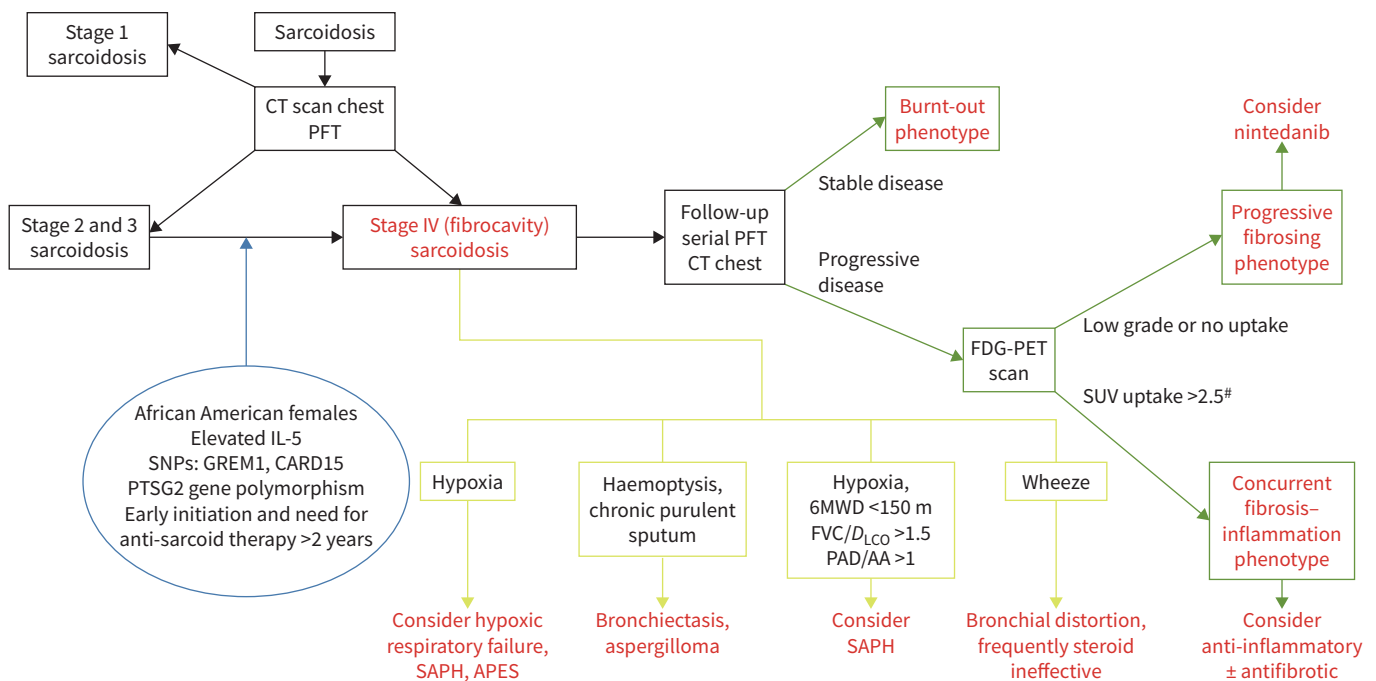 Stage 1
sarcoidosis
Sarcoidosis
CT scan chest
PFT
Stage 2 and 3
sarcoidosis
Stage IV (fibrocavity)
sarcoidosis
Follow-up
serial PFT
CT chest
Stable disease
Burnt-out
phenotype
Progressive
disease
FDG-PET
scan
Low grade or no uptake
Progressive
fibrosing
phenotype
Consider
nintedanib
SUV uptake >2.5#
Concurrent
fibrosis–
inflammation
phenotype
Consider
anti-inflammatory
± antifibrotic
African American females
Elevated IL-5
SNPs: GREM1, CARD15
PTSG2 gene polymorphism
Early initiation and need for
anti-sarcoid therapy >2 years
Hypoxia
Consider hypoxic
respiratory failure,
SAPH, APES
Haemoptysis,
chronic purulent
sputum
Bronchiectasis,
aspergilloma
Hypoxia,
6MWD <150 m
FVC/DLCO >1.5
PAD/AA >1
Consider
SAPH
Wheeze
Bronchial distortion,
frequently steroid
ineffective